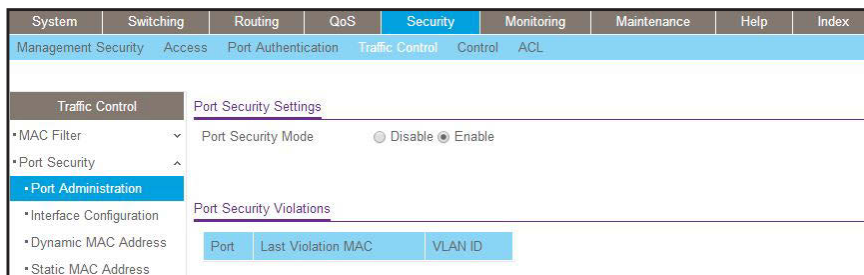 System Switching Routing QoS Security Monitoring Maintenance Help Index
Management Security Access Port Authentication Traffic Control Control ACL
Traffic Control
MAC Filter
Port Security
Port Administration
Interface Configuration
Dynamic MAC Address
Static MAC Address
Port Security Settings
Port Security Mode Disable Enable
Port Security Violations
Port Last Violation MAC VLAN ID